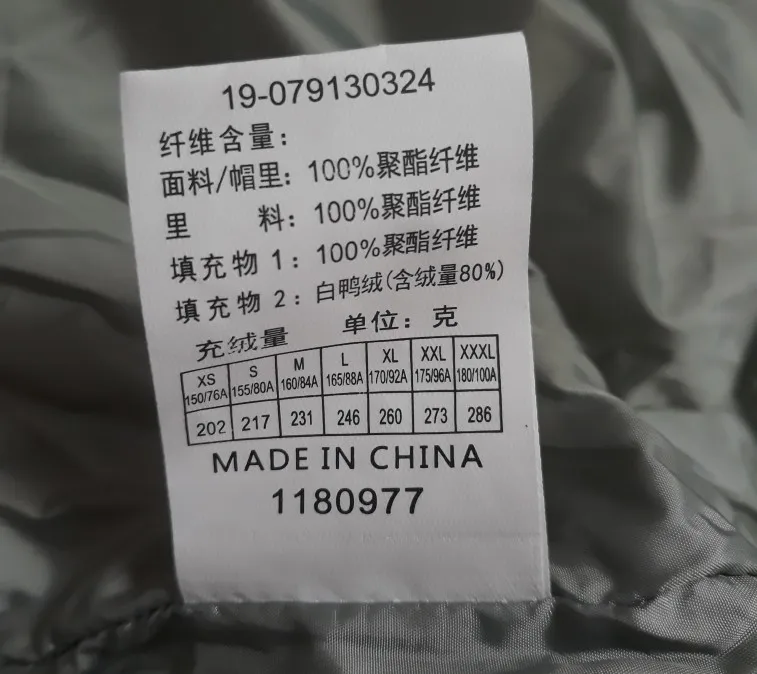 19-079130324
纤维含量：
面料/帽里：100%聚酯纤维
里 料：100%聚酯纤维
填充物 1：100%聚酯纤维
填充物 2：白鸭绒(含绒量80%)
充绒量 单位：克
XS S M L XL XXL XXXL
150/76A 155/80A 160/84A 165/88A 170/92A 175/96A 180/100A
202 217 231 246 260 273 286
MADE IN CHINA
1180977